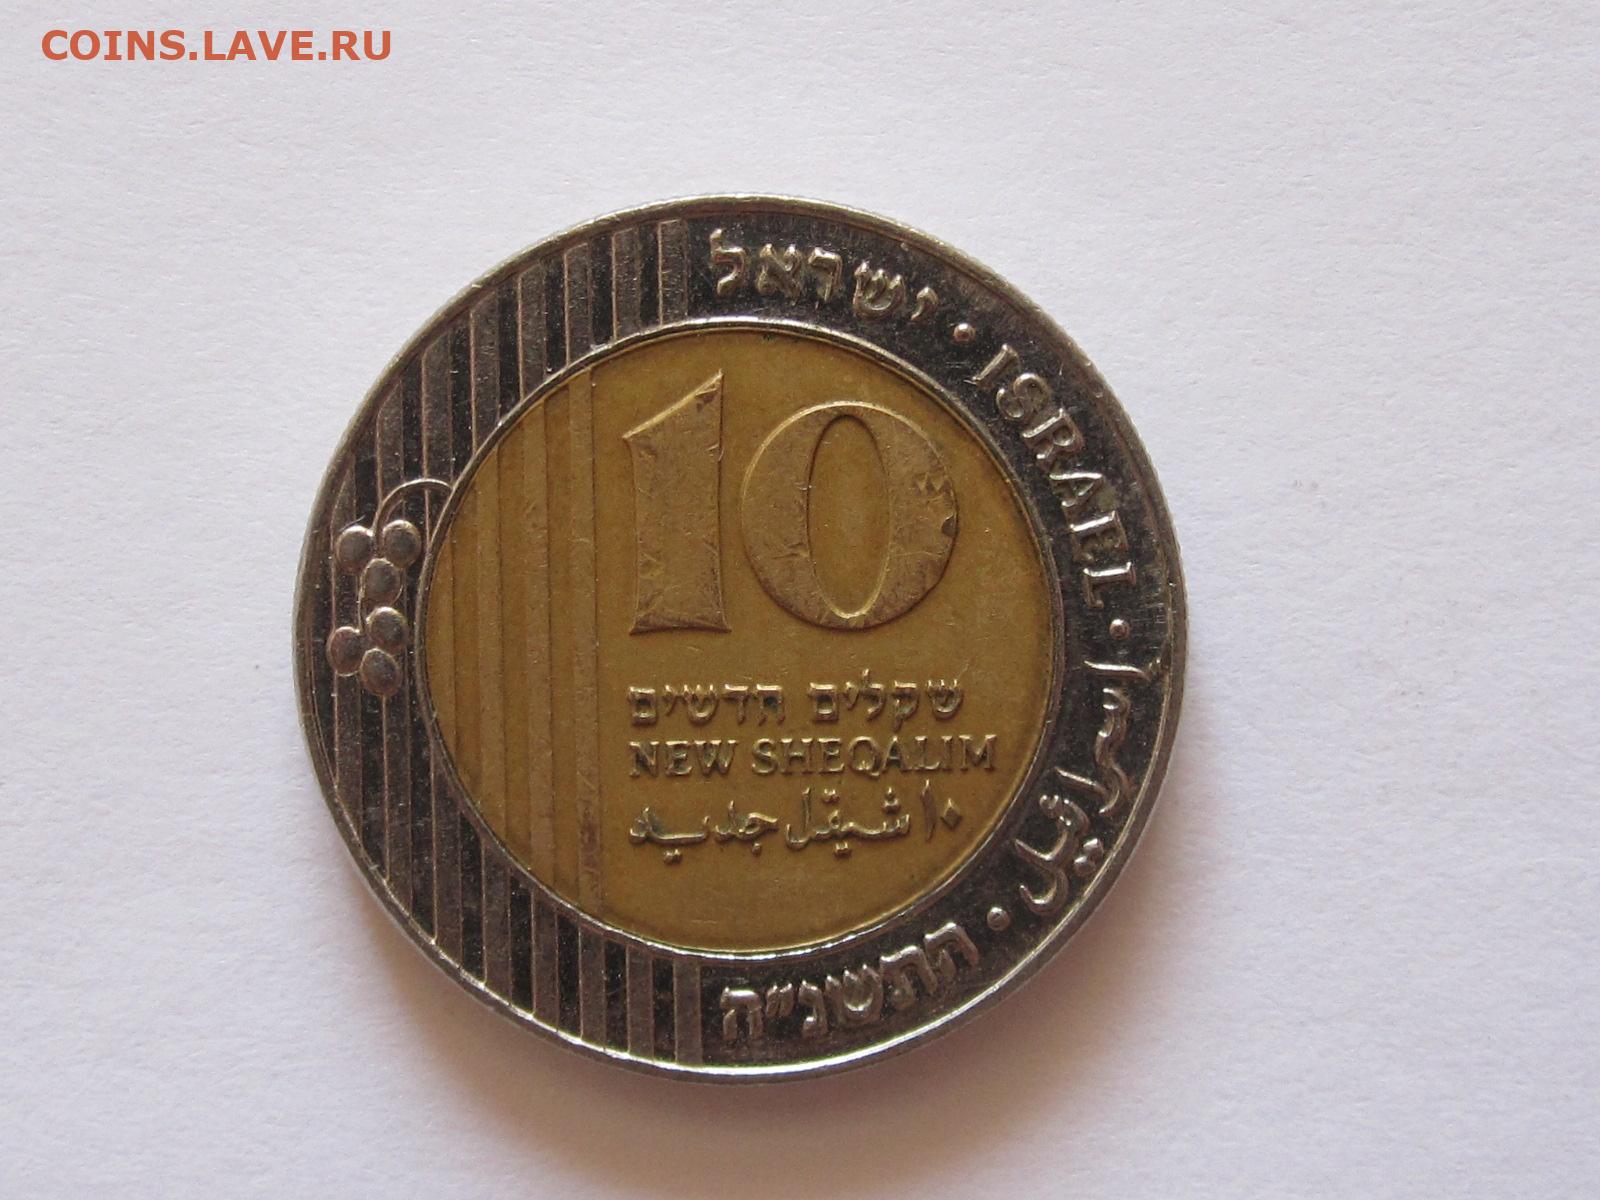 COINS.LAVE.RU
ישראל • ISRAEL • إسرائيل • התשנ״ה
10
שקלים חדשים
NEW SHEQALIM
١٠ شيقل جديد